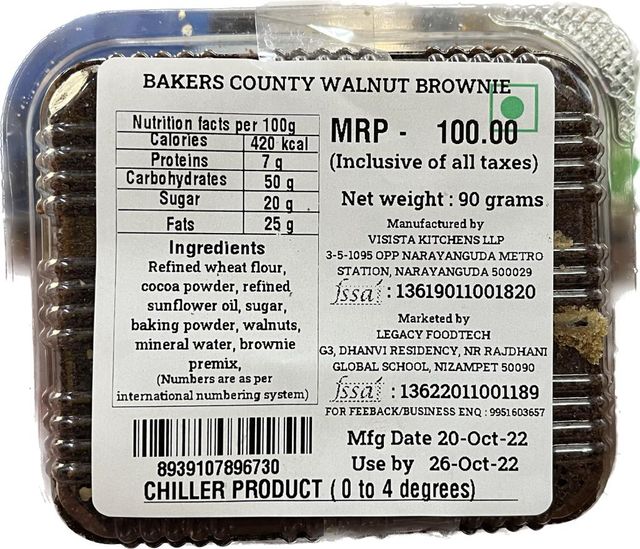 BAKERS COUNTY WALNUT BROWNIE
Nutrition facts per 100g
Calories 420 kcal
Proteins 7 g
Carbohydrates 50 g
Sugar 20 g
Fats 25 g
Ingredients
Refined wheat flour,
cocoa powder, refined
sunflower oil, sugar,
baking powder, walnuts,
mineral water, brownie
premix,
(Numbers are as per
international numbering system)
8939107896730
MRP - 100.00
(Inclusive of all taxes)
Net weight : 90 grams
Manufactured by
VISISTA KITCHENS LLP
3-5-1095 OPP NARAYANGUDA METRO
STATION, NARAYANGUDA 500029
fssai : 13619011001820
Marketed by
LEGACY FOODTECH
G3, DHANVI RESIDENCY, NR RAJDHANI
GLOBAL SCHOOL, NIZAMPET 50090
fssai : 13622011001189
FOR FEEBACK/BUSINESS ENQ : 9951603657
Mfg Date 20-Oct-22
Use by 26-Oct-22
CHILLER PRODUCT ( 0 to 4 degrees)